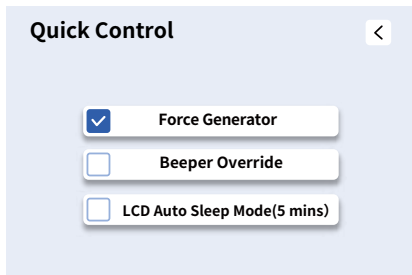 Quick Control
Force Generator
Beeper Override
LCD Auto Sleep Mode(5 mins)